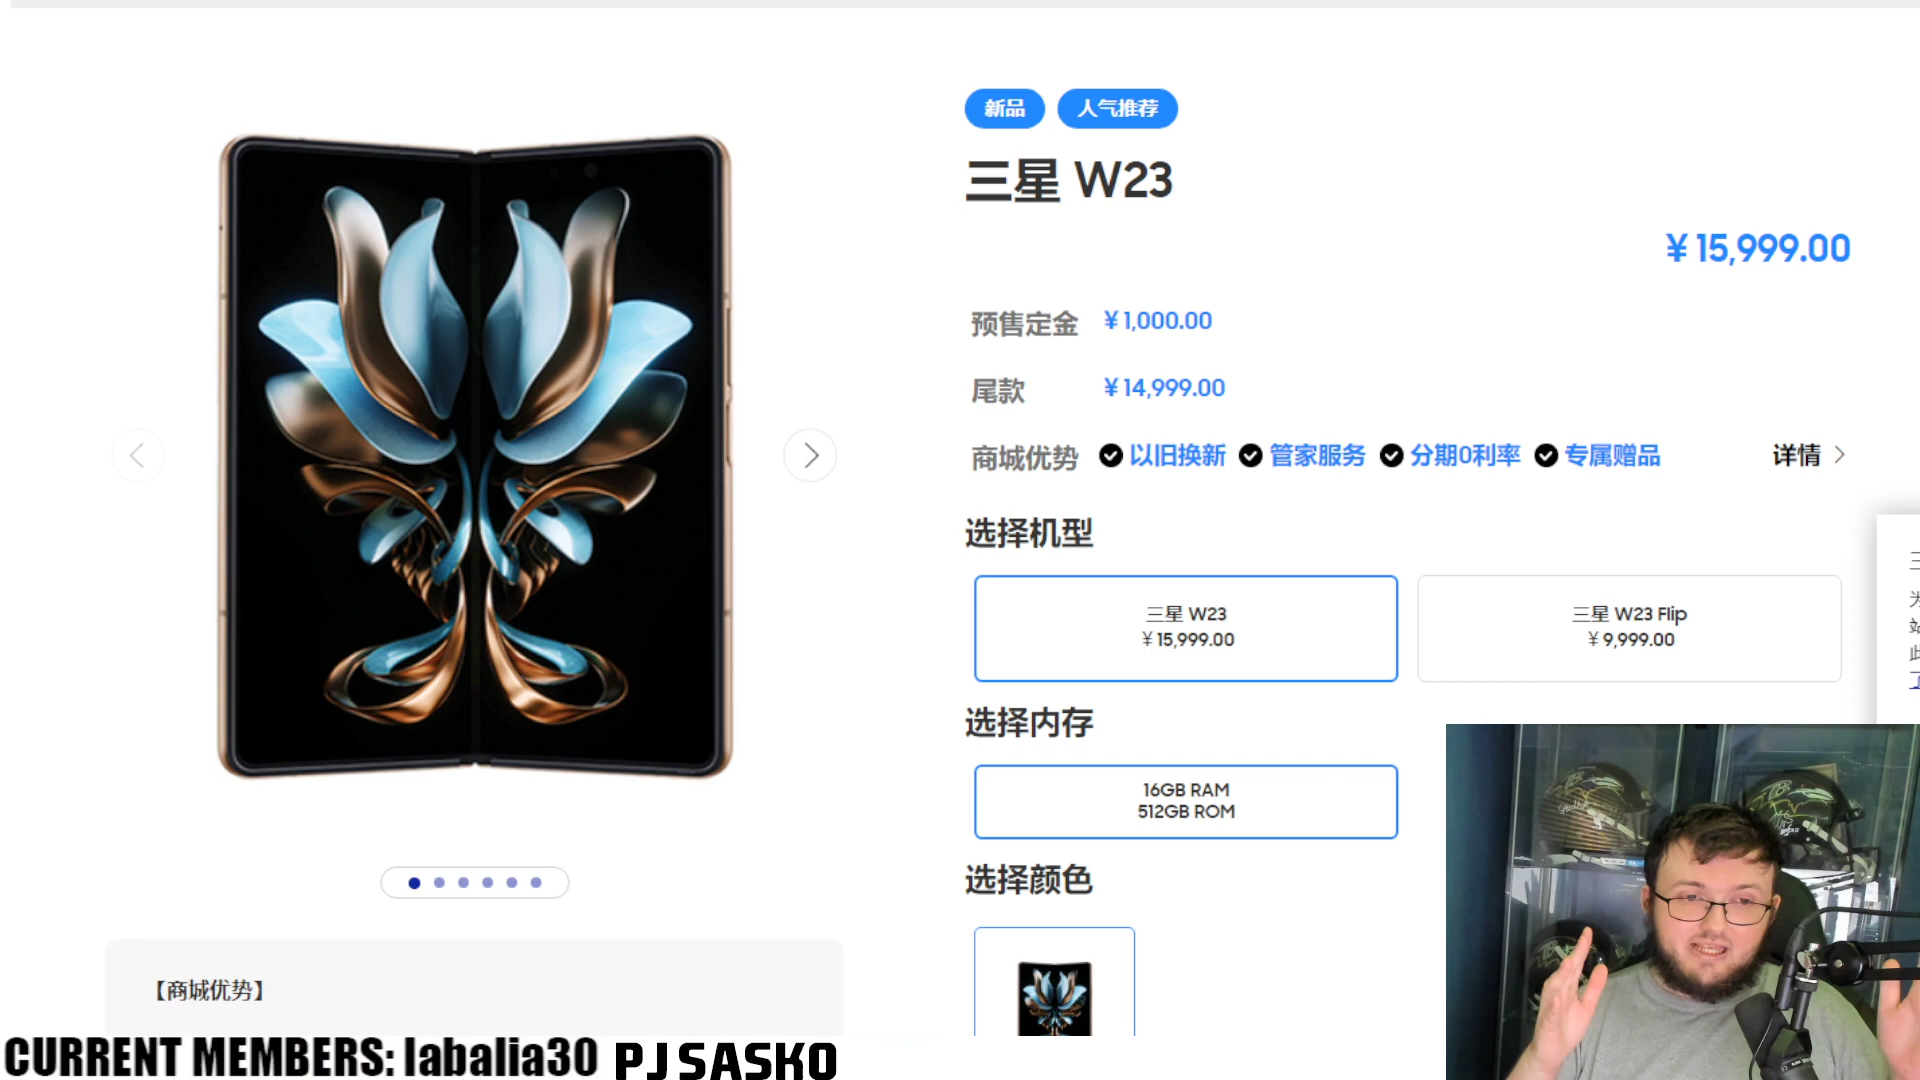 新品
人气推荐
三星 W23
¥ 15,999.00
预售定金 ¥ 1,000.00
尾款 ¥ 14,999.00
商城优势 以旧换新 管家服务 分期0利率 专属赠品 详情
选择机型
三星 W23
¥ 15,999.00
三星 W23 Flip
¥ 9,999.00
选择内存
16GB RAM
512GB ROM
选择颜色
【商城优势】
CURRENT MEMBERS: labalia30 PJ SASKO